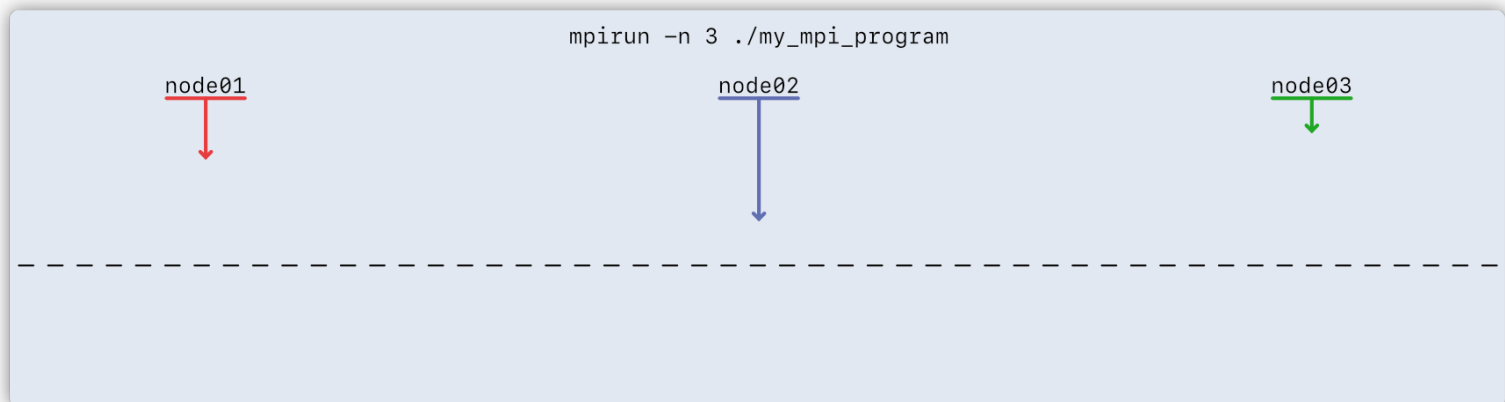 mpirun –n 3 ./my_mpi_program
node01 node02 node03